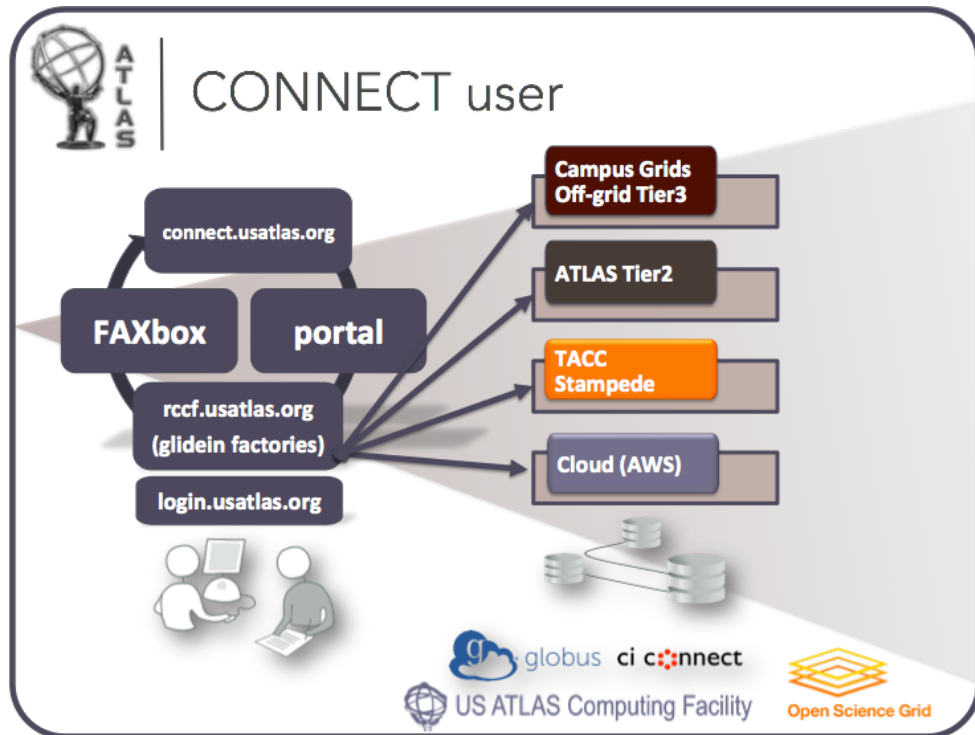 ATLAS
CONNECT user
connect.usatlas.org
FAXbox
portal
rccf.usatlas.org
(glidein factories)
login.usatlas.org
Campus Grids
Off-grid Tier3
ATLAS Tier2
TACC
Stampede
Cloud (AWS)
g globus
ci connect
US ATLAS Computing Facility
Open Science Grid